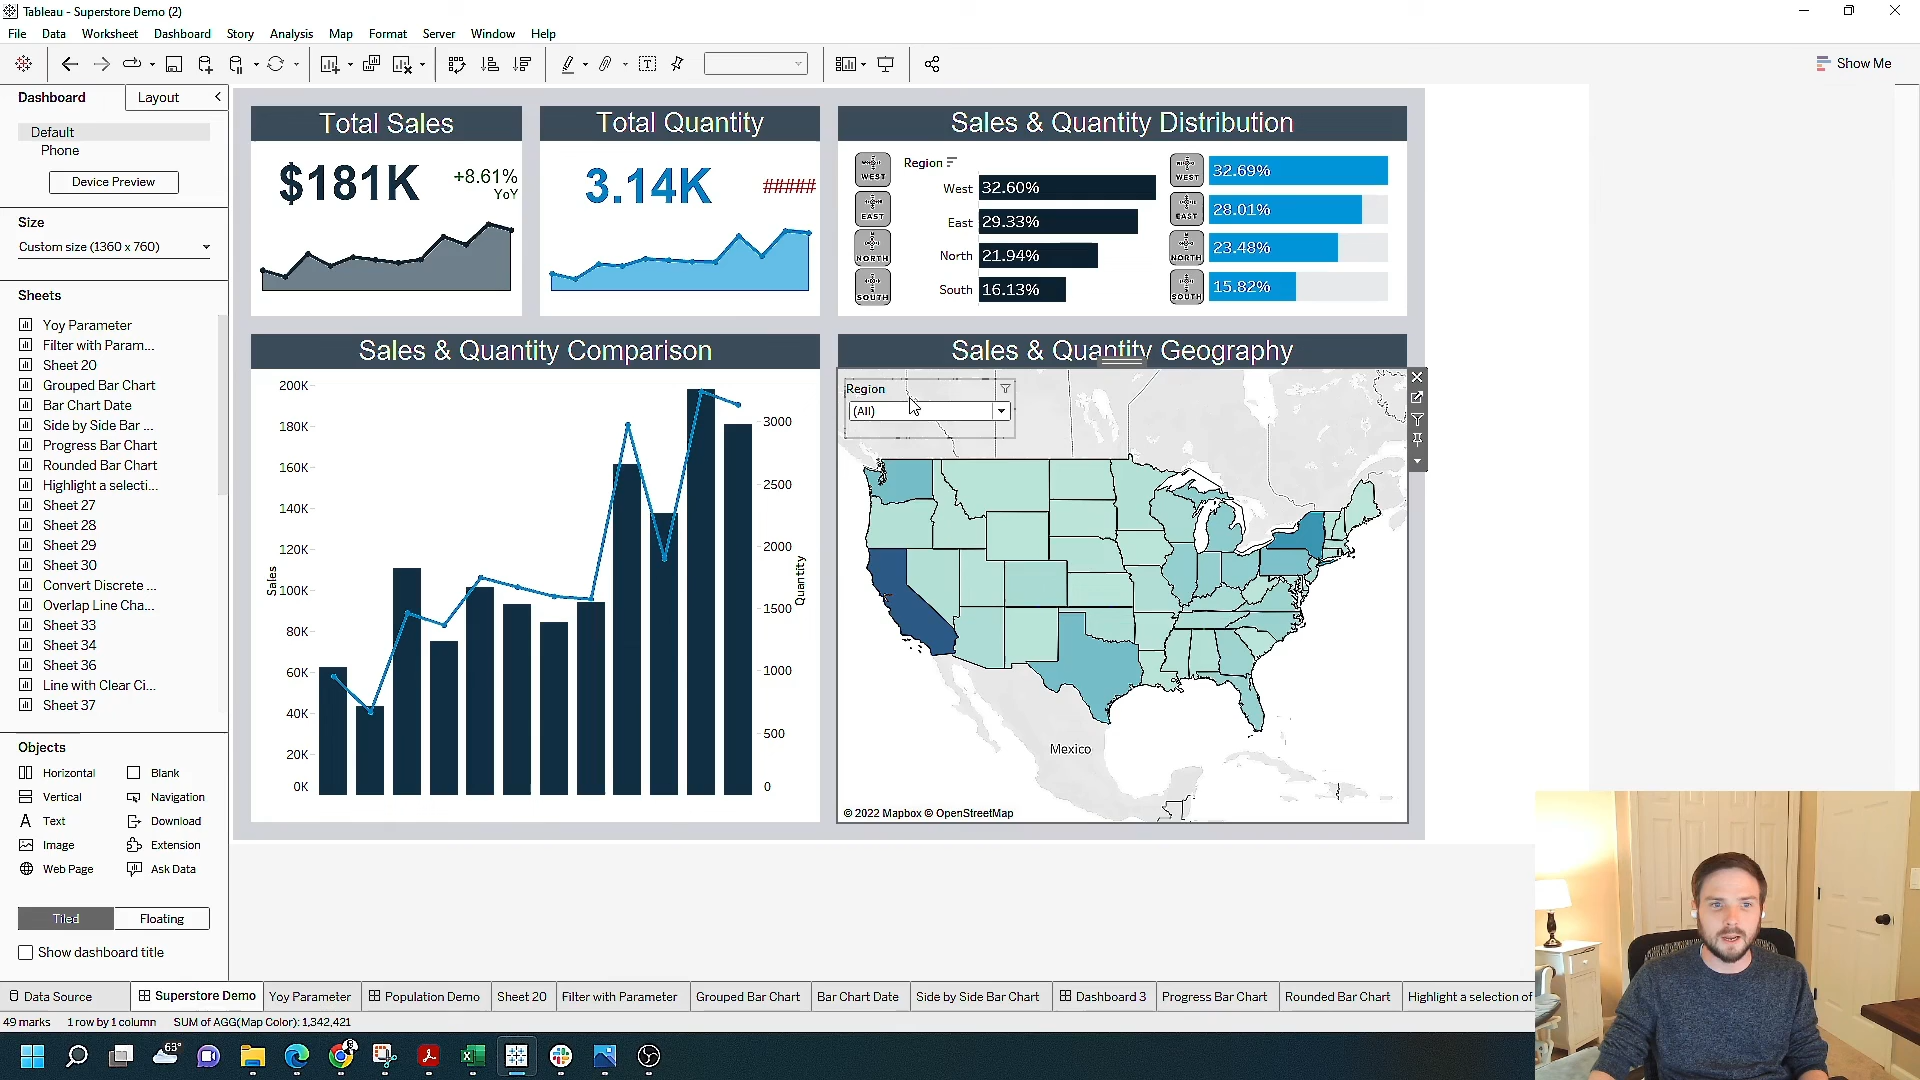 Tableau - Superstore Demo (2)
File Data Worksheet Dashboard Story Analysis Map Format Server Window Help
Show Me
Dashboard Layout
Default
Phone
Device Preview
Size
Custom size (1360 x 760)
Sheets
Yoy Parameter
Filter with Param...
Sheet 20
Grouped Bar Chart
Bar Chart Date
Side by Side Bar ...
Progress Bar Chart
Rounded Bar Chart
Highlight a selecti...
Sheet 27
Sheet 28
Sheet 29
Sheet 30
Convert Discrete ...
Overlap Line Cha...
Sheet 33
Sheet 34
Sheet 36
Line with Clear Ci...
Sheet 37
Objects
Horizontal Blank
Vertical Navigation
Text Download
Image Extension
Web Page Ask Data
Tiled Floating
Show dashboard title
Total Sales
$181K
+8.61%
YoY
Total Quantity
3.14K
#####
Sales & Quantity Distribution
Region
WEST West 32.60%
EAST East 29.33%
NORTH North 21.94%
SOUTH South 16.13%
WEST 32.69%
EAST 28.01%
NORTH 23.48%
SOUTH 15.82%
Sales & Quantity Comparison
200K
180K
160K
140K
120K
100K
80K
60K
40K
20K
0K
Sales
3000
2500
2000
1500
1000
500
0
Quantity
Sales & Quantity Geography
Region
(All)
Mexico
© 2022 Mapbox © OpenStreetMap
Data Source Superstore Demo Yoy Parameter Population Demo Sheet 20 Filter with Parameter Grouped Bar Chart Bar Chart Date Side by Side Bar Chart Dashboard 3 Progress Bar Chart Rounded Bar Chart Highlight a selection of
49 marks 1 row by 1 column SUM of AGG(Map Color): 1,342,421
63°